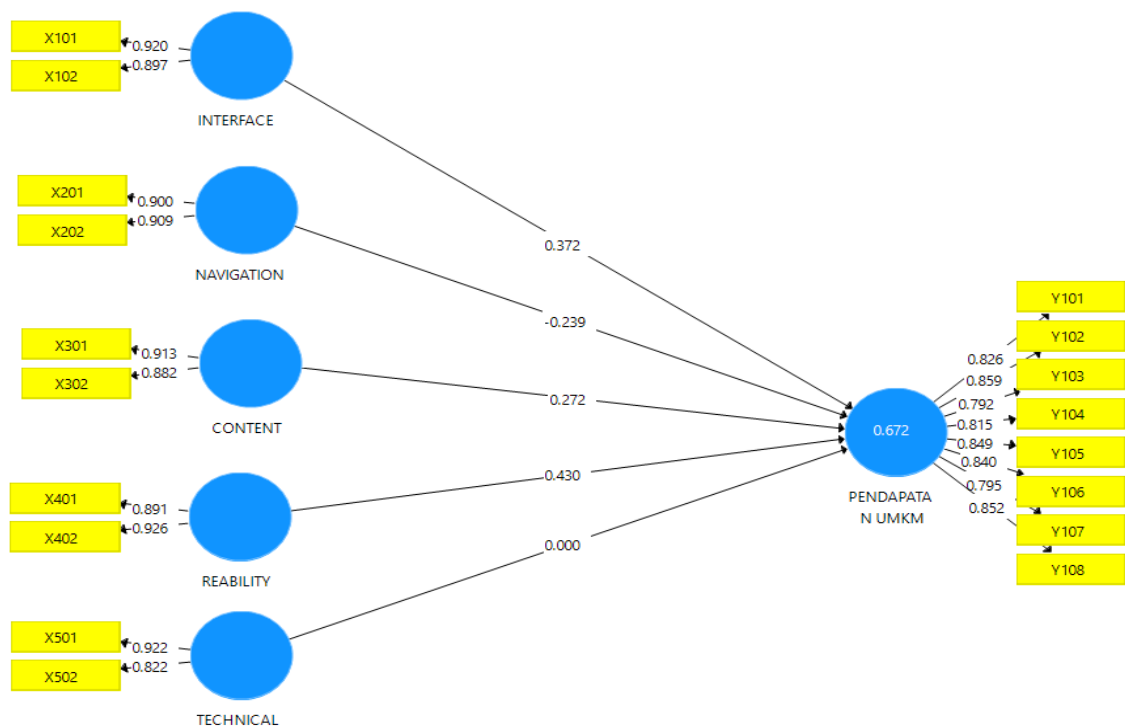 X101
0.920
X102
0.897
INTERFACE
X201
0.900
X202
0.909
NAVIGATION
X301
0.913
X302
0.882
CONTENT
X401
0.891
X402
0.926
REABILITY
X501
0.922
X502
0.822
TECHNICAL
0.372
-0.239
0.272
0.430
0.000
0.672
PENDAPATA
N UMKM
0.826
0.859
0.792
0.815
0.849
0.840
0.795
0.852
Y101
Y102
Y103
Y104
Y105
Y106
Y107
Y108